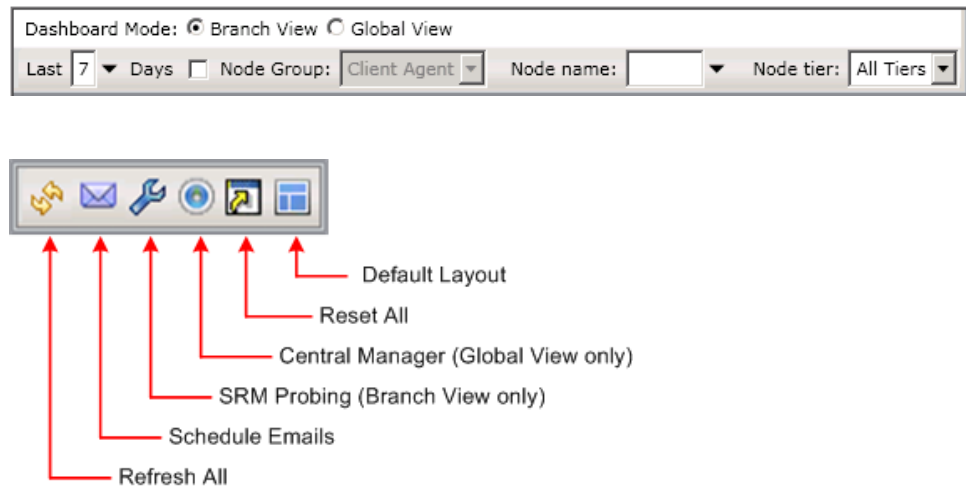 Dashboard Mode: Branch View Global View
Last 7 Days Node Group: Client Agent Node name: Node tier: All Tiers
Default Layout
Reset All
Central Manager (Global View only)
SRM Probing (Branch View only)
Schedule Emails
Refresh All